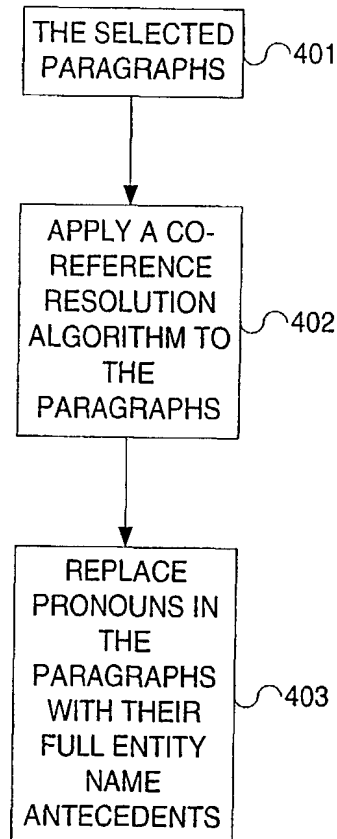 THE SELECTED
PARAGRAPHS
401
APPLY A CO-
REFERENCE
RESOLUTION
ALGORITHM TO
THE
PARAGRAPHS
402
REPLACE
PRONOUNS IN
THE
PARAGRAPHS
WITH THEIR
FULL ENTITY
NAME
ANTECEDENTS
403